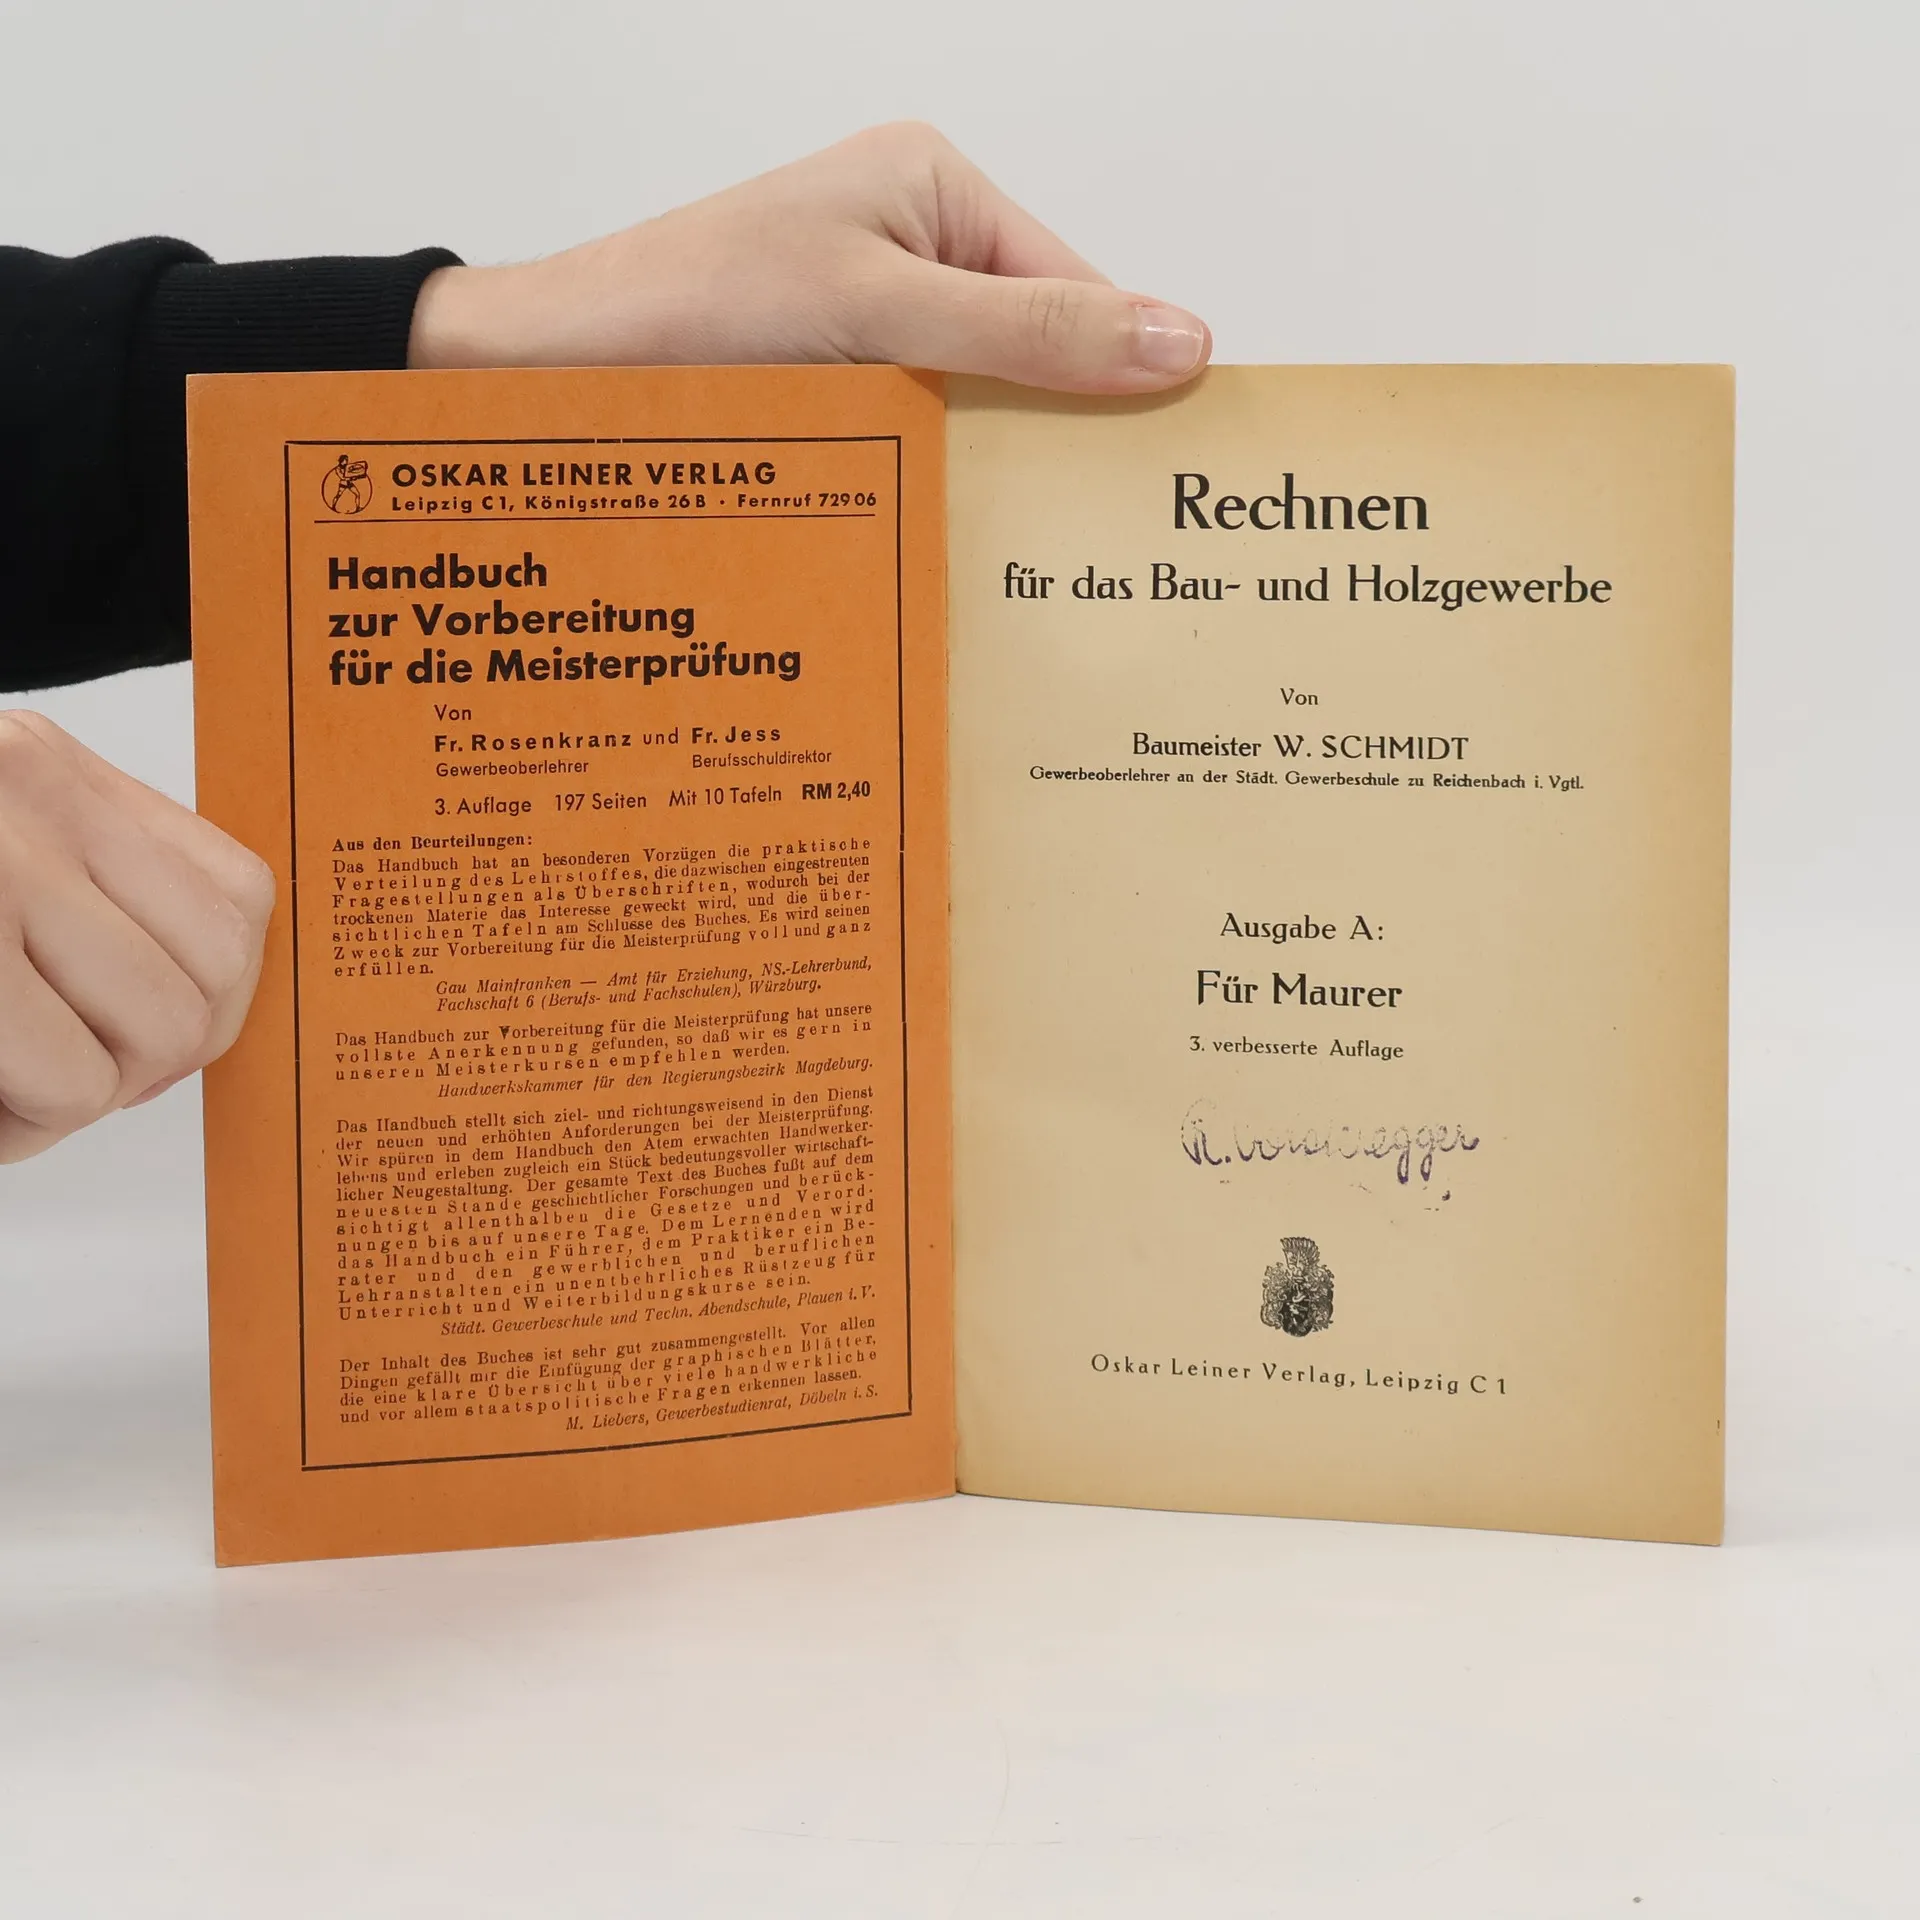 OSKAR LEINER VERLAG
Leipzig C 1, Königstraße 26 B · Fernruf 729 06
Handbuch
zur Vorbereitung
für die Meisterprüfung
Von
Fr. Rosenkranz und Fr. Jess
Gewerbeoberlehrer Berufsschuldirektor
3. Auflage 197 Seiten Mit 10 Tafeln RM 2,40
Aus den Beurteilungen:
Das Handbuch hat an besonderen Vorzügen die praktische
Verteilung des Lehrstoffes, die dazwischen eingestreuten
Fragestellungen als Überschriften, wodurch bei der
trockenen Materie das Interesse geweckt wird, und die über-
sichtlichen Tafeln am Schlusse des Buches. Es wird seinen
Zweck zur Vorbereitung für die Meisterprüfung voll und ganz
erfüllen.
Gau Mainfranken — Amt für Erziehung, NS.-Lehrerbund,
Fachschaft 6 (Berufs- und Fachschulen), Würzburg.
Das Handbuch zur Vorbereitung für die Meisterprüfung hat unsere
vollste Anerkennung gefunden, so daß wir es gern in
unseren Meisterkursen empfehlen werden.
Handwerkskammer für den Regierungsbezirk Magdeburg.
Das Handbuch stellt sich ziel- und richtungsweisend in den Dienst
der neuen und erhöhten Anforderungen bei der Meisterprüfung.
Wir spüren in dem Handbuch den Atem erwachten Handwerker-
lebens und erleben zugleich ein Stück bedeutungsvoller wirtschaft-
licher Neugestaltung. Der gesamte Text des Buches fußt auf dem
neuesten Stande geschichtlicher Forschungen und berück-
sichtigt allenthalben die Gesetze und Verord-
nungen bis auf unsere Tage. Dem Lernenden wird
das Handbuch ein Führer, dem Praktiker ein Be-
rater und den gewerblichen und beruflichen
Lehranstalten ein unentbehrliches Rüstzeug für
Unterricht und Weiterbildungskurse sein.
Städt. Gewerbeschule und Techn. Abendschule, Plauen i. V.
Der Inhalt des Buches ist sehr gut zusammengestellt. Vor allen
Dingen gefällt mir die Einfügung der graphischen Blätter,
die eine klare Übersicht über viele handwerkliche
und vor allem staatspolitische Fragen erkennen lassen.
M. Liebers, Gewerbestudienrat, Döbeln i. S.
Rechnen
für das Bau- und Holzgewerbe
Von
Baumeister W. SCHMIDT
Gewerbeoberlehrer an der Städt. Gewerbeschule zu Reichenbach i. Vgtl.
Ausgabe A:
Für Maurer
3. verbesserte Auflage
Oskar Leiner Verlag, Leipzig C 1